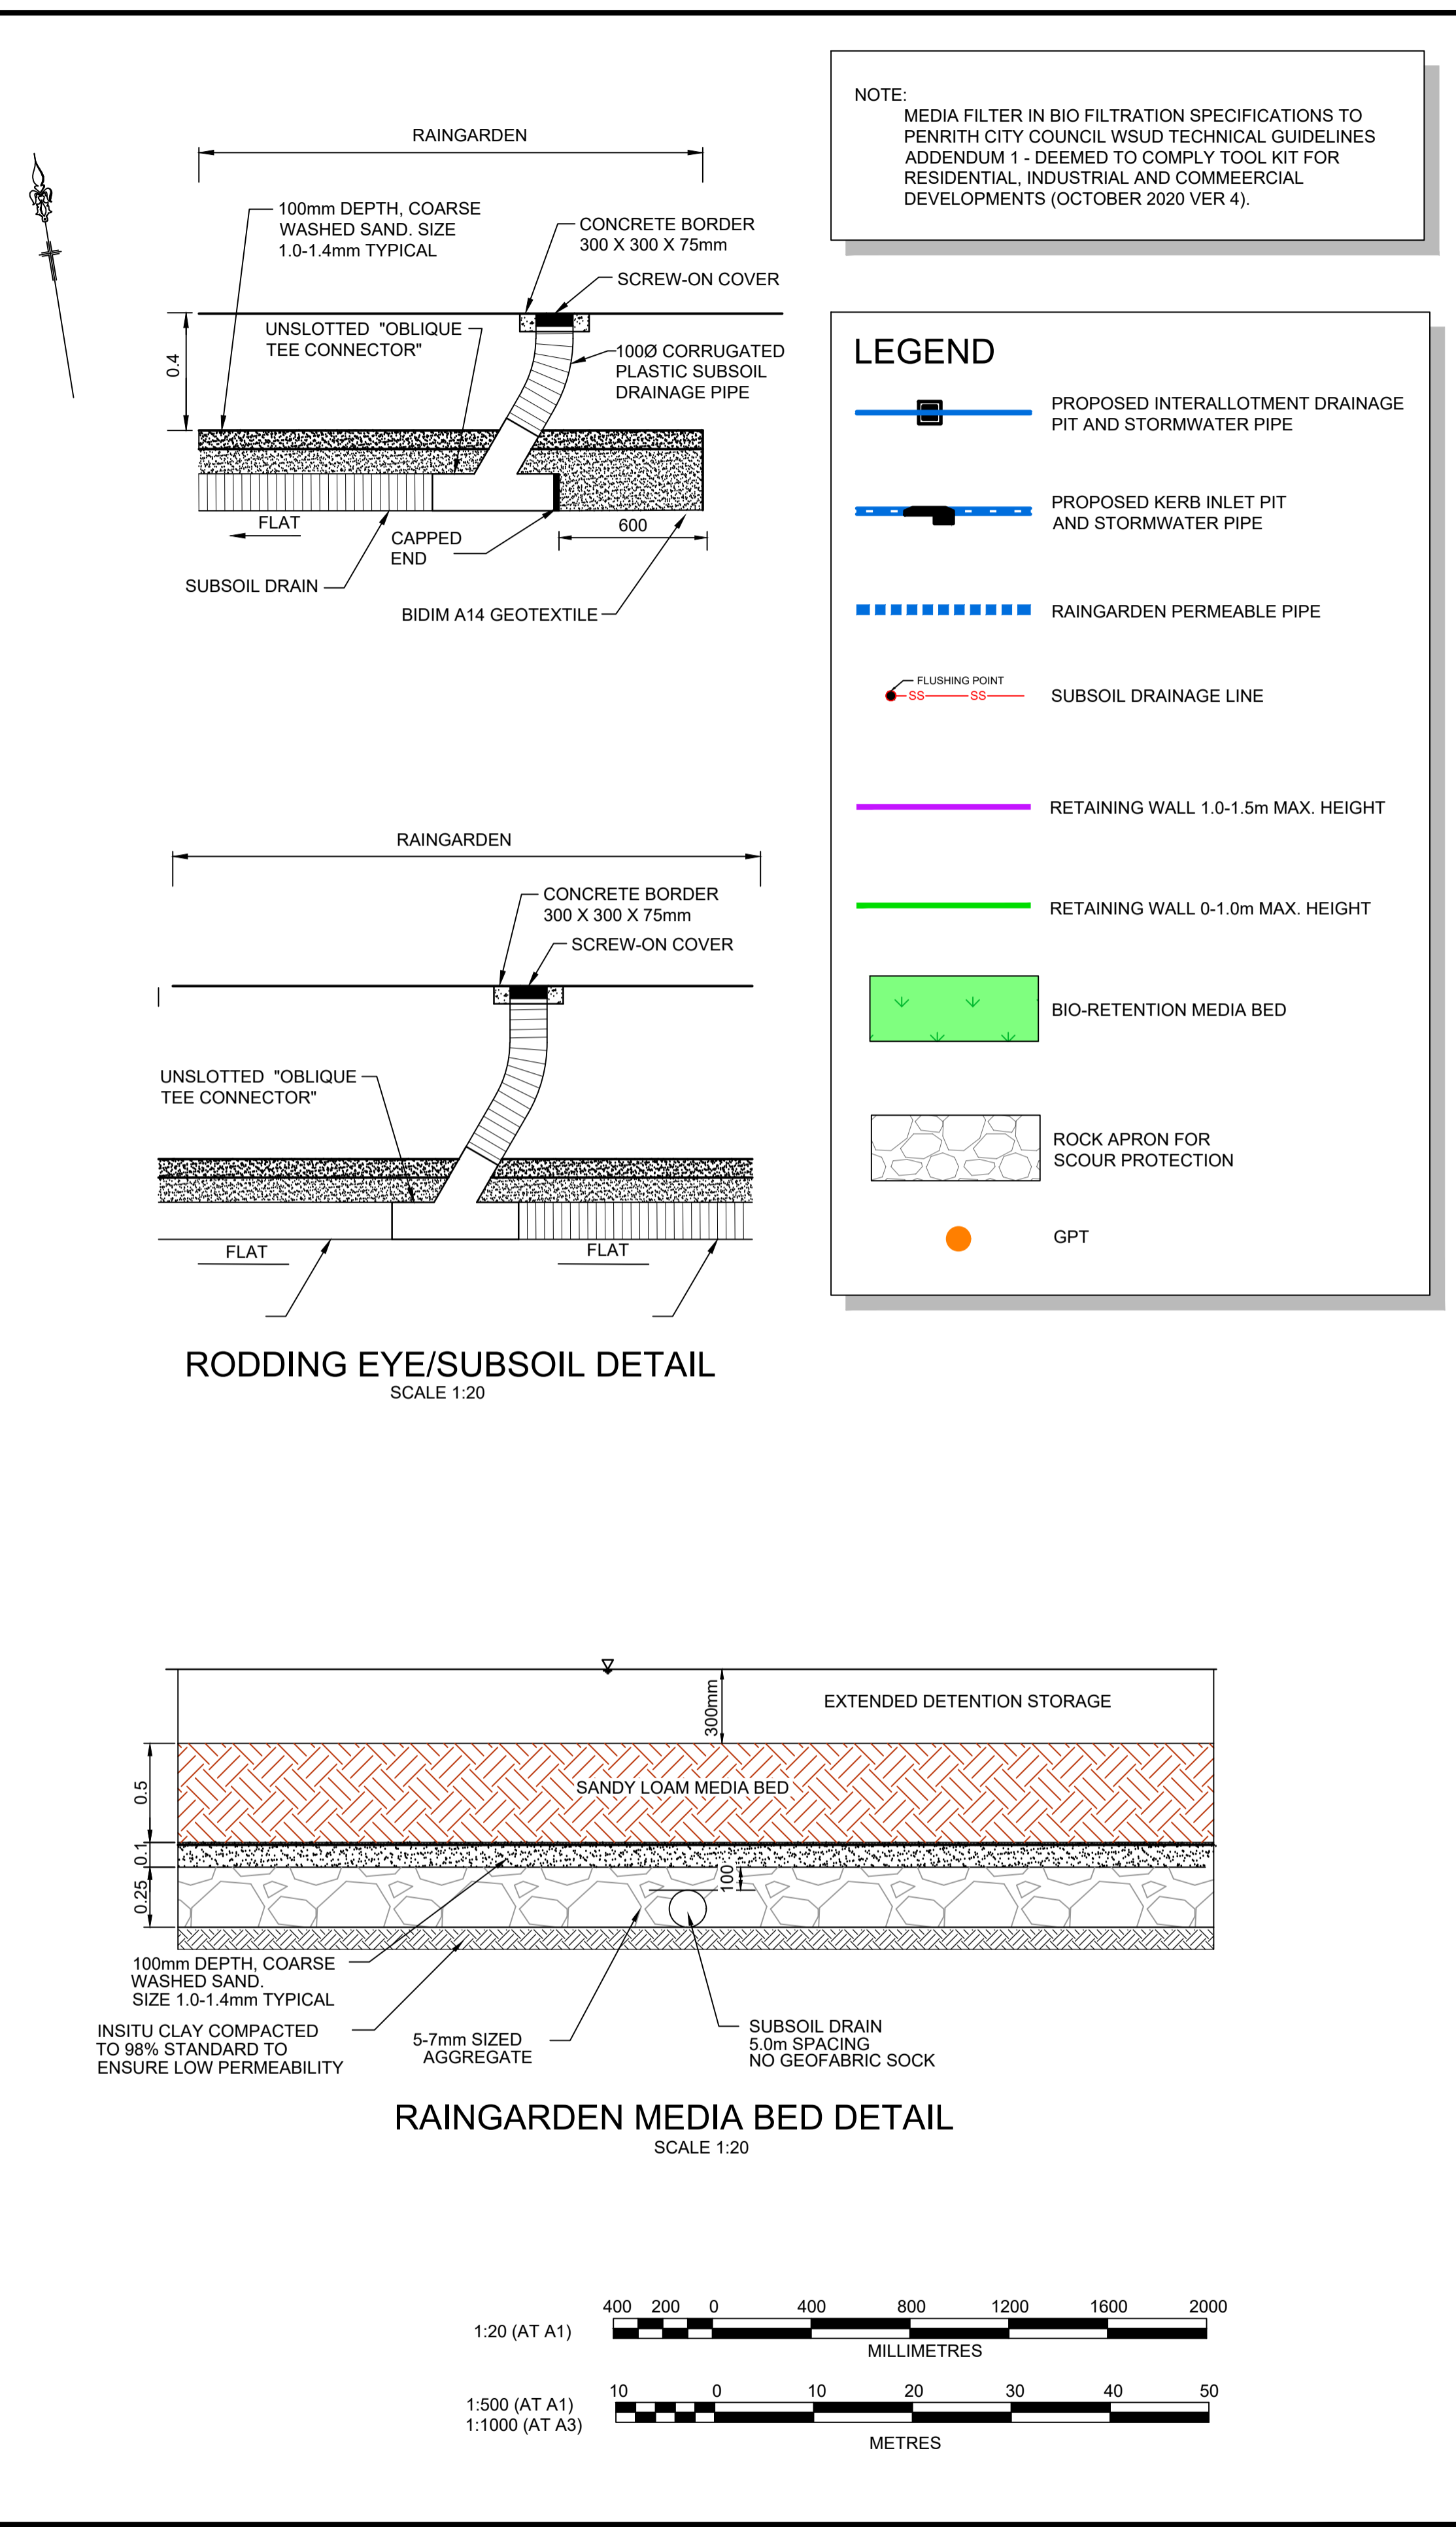 NOTE:
MEDIA FILTER IN BIO FILTRATION SPECIFICATIONS TO
PENRITH CITY COUNCIL WSUD TECHNICAL GUIDELINES
ADDENDUM 1 - DEEMED TO COMPLY TOOL KIT FOR
RESIDENTIAL, INDUSTRIAL AND COMMEERCIAL
DEVELOPMENTS (OCTOBER 2020 VER 4).
RAINGARDEN
100mm DEPTH, COARSE
WASHED SAND. SIZE
1.0-1.4mm TYPICAL
CONCRETE BORDER
300 X 300 X 75mm
SCREW-ON COVER
UNSLOTTED "OBLIQUE
TEE CONNECTOR"
100Ø CORRUGATED
PLASTIC SUBSOIL
DRAINAGE PIPE
0.4
FLAT
CAPPED
END
600
SUBSOIL DRAIN
BIDIM A14 GEOTEXTILE
LEGEND
PROPOSED INTERALLOTMENT DRAINAGE
PIT AND STORMWATER PIPE
PROPOSED KERB INLET PIT
AND STORMWATER PIPE
RAINGARDEN PERMEABLE PIPE
FLUSHING POINT
SS SS
SUBSOIL DRAINAGE LINE
RETAINING WALL 1.0-1.5m MAX. HEIGHT
RETAINING WALL 0-1.0m MAX. HEIGHT
BIO-RETENTION MEDIA BED
ROCK APRON FOR
SCOUR PROTECTION
GPT
RAINGARDEN
CONCRETE BORDER
300 X 300 X 75mm
SCREW-ON COVER
UNSLOTTED "OBLIQUE
TEE CONNECTOR"
FLAT
FLAT
RODDING EYE/SUBSOIL DETAIL
SCALE 1:20
300mm
EXTENDED DETENTION STORAGE
0.5
SANDY LOAM MEDIA BED
0.1
100
0.25
100mm DEPTH, COARSE
WASHED SAND.
SIZE 1.0-1.4mm TYPICAL
INSITU CLAY COMPACTED
TO 98% STANDARD TO
ENSURE LOW PERMEABILITY
5-7mm SIZED
AGGREGATE
SUBSOIL DRAIN
5.0m SPACING
NO GEOFABRIC SOCK
RAINGARDEN MEDIA BED DETAIL
SCALE 1:20
400 200 0 400 800 1200 1600 2000
1:20 (AT A1)
MILLIMETRES
10 0 10 20 30 40 50
1:500 (AT A1)
1:1000 (AT A3)
METRES